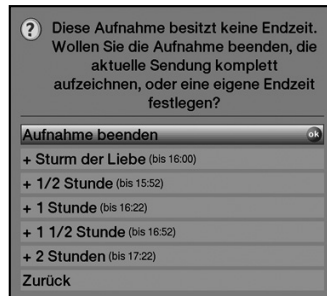 ? Diese Aufnahme besitzt keine Endzeit.
Wollen Sie die Aufnahme beenden, die
aktuelle Sendung komplett
aufzeichnen, oder eine eigene Endzeit
festlegen?
Aufnahme beenden ok
+ Sturm der Liebe (bis 16:00)
+ 1/2 Stunde (bis 15:52)
+ 1 Stunde (bis 16:22)
+ 1 1/2 Stunde (bis 16:52)
+ 2 Stunden (bis 17:22)
Zurück